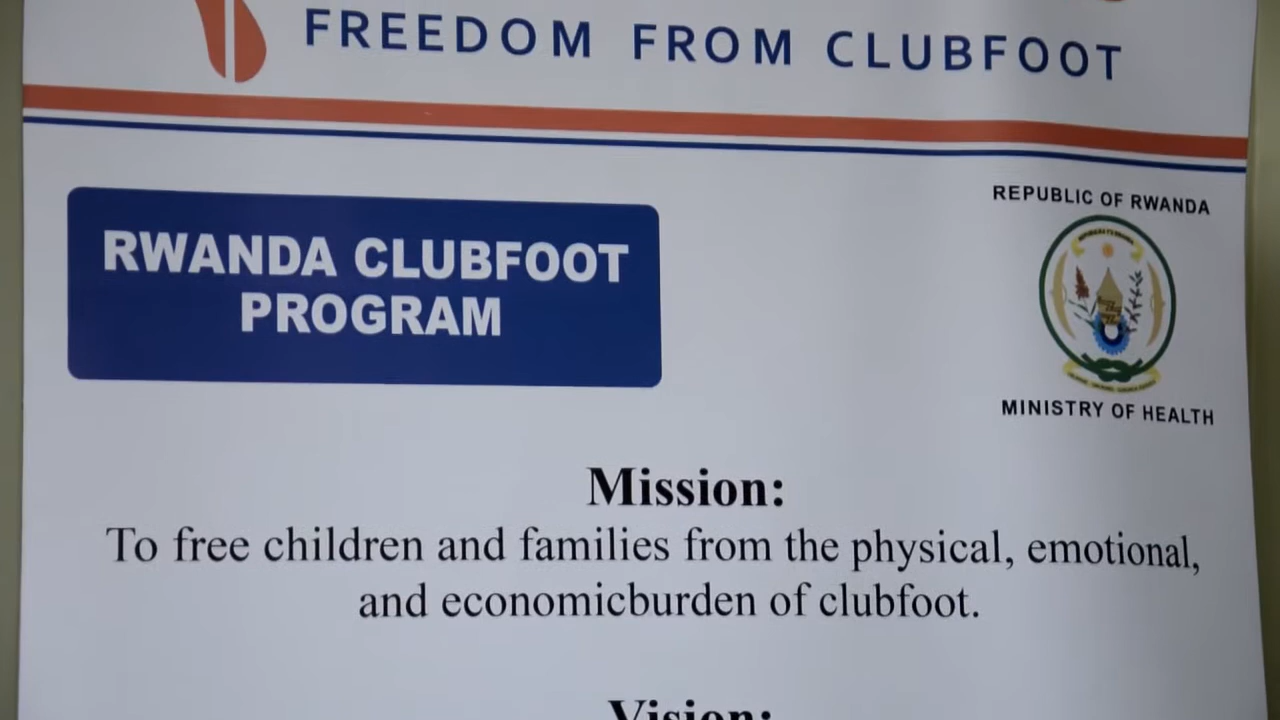 FREEDOM FROM CLUBFOOT
RWANDA CLUBFOOT
PROGRAM
REPUBLIC OF RWANDA
MINISTRY OF HEALTH
Mission:
To free children and families from the physical, emotional,
and economicburden of clubfoot.
Vision: